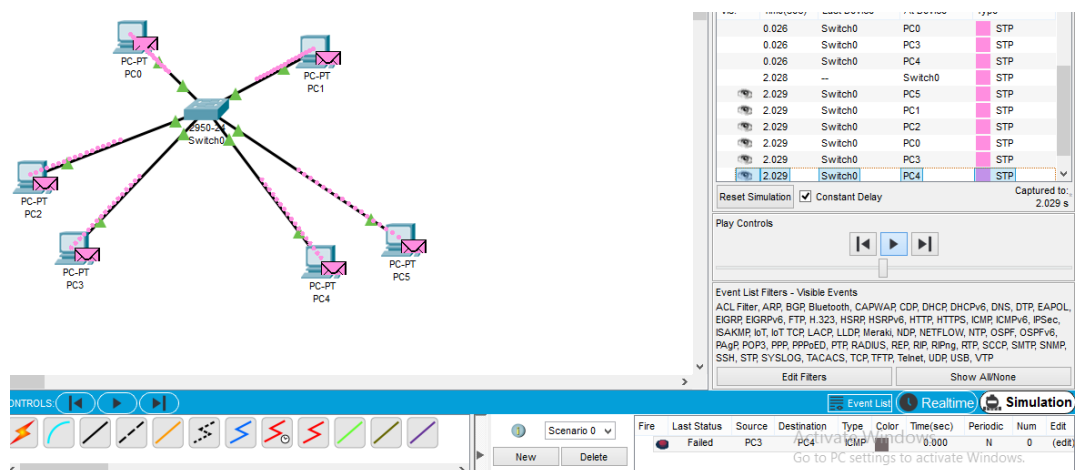 Vis. Time(sec) Last Device At Device Type
0.026 Switch0 PC0 STP
0.026 Switch0 PC3 STP
0.026 Switch0 PC4 STP
2.028 -- Switch0 STP
2.029 Switch0 PC5 STP
2.029 Switch0 PC1 STP
2.029 Switch0 PC2 STP
2.029 Switch0 PC0 STP
2.029 Switch0 PC3 STP
2.029 Switch0 PC4 STP
Reset Simulation Constant Delay Captured to:
2.029 s
Play Controls
Event List Filters - Visible Events
ACL Filter, ARP, BGP, Bluetooth, CAPWAP, CDP, DHCP, DHCPv6, DNS, DTP, EAPOL,
EIGRP, EIGRPv6, FTP, H.323, HSRP, HSRPv6, HTTP, HTTPS, ICMP, ICMPv6, IPSec,
ISAKMP, IoT, IoT TCP, LACP, LLDP, Meraki, NDP, NETFLOW, NTP, OSPF, OSPFv6,
PAgP, POP3, PPP, PPPoED, PTP, RADIUS, REP, RIP, RIPng, RTP, SCCP, SMTP, SNMP,
SSH, STP, SYSLOG, TACACS, TCP, TFTP, Telnet, UDP, USB, VTP
Edit Filters Show All/None
PC-PT
PC0
PC-PT
PC1
2950-24
Switch0
PC-PT
PC2
PC-PT
PC3
PC-PT
PC4
PC-PT
PC5
ONTROLS: Event List Realtime Simulation
Scenario 0
New Delete
Fire Last Status Source Destination Type Color Time(sec) Periodic Num Edit
Failed PC3 PC4 ICMP 0.000 N 0 (edit)
Activate Windows
Go to PC settings to activate Windows.